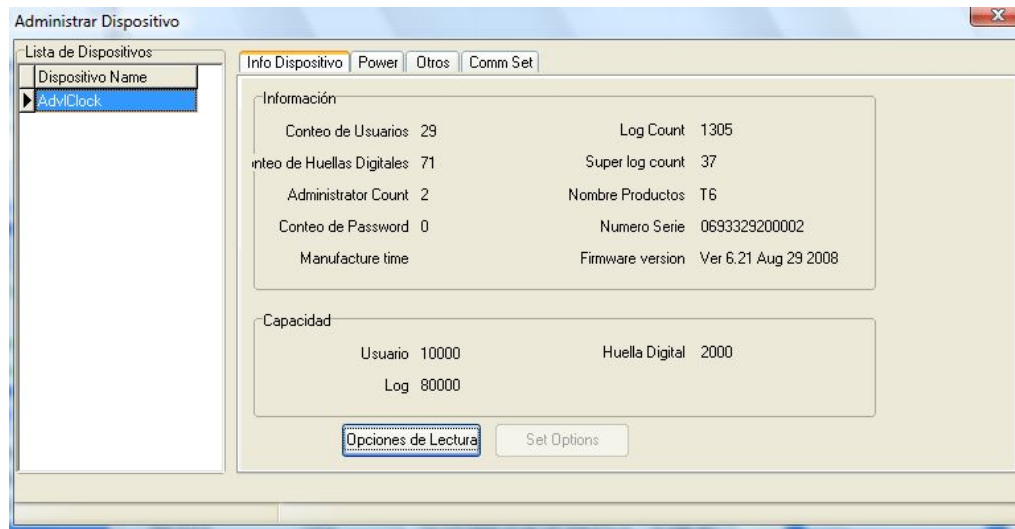 Administrar Dispositivo
Lista de Dispositivos
Dispositivo Name
AdvlClock
Info Dispositivo Power Otros Comm Set
Información
Conteo de Usuarios 29 Log Count 1305
nteo de Huellas Digitales 71 Super log count 37
Administrator Count 2 Nombre Productos T6
Conteo de Password 0 Numero Serie 0693329200002
Manufacture time Firmware version Ver 6.21 Aug 29 2008
Capacidad
Usuario 10000 Huella Digital 2000
Log 80000
Opciones de Lectura Set Options